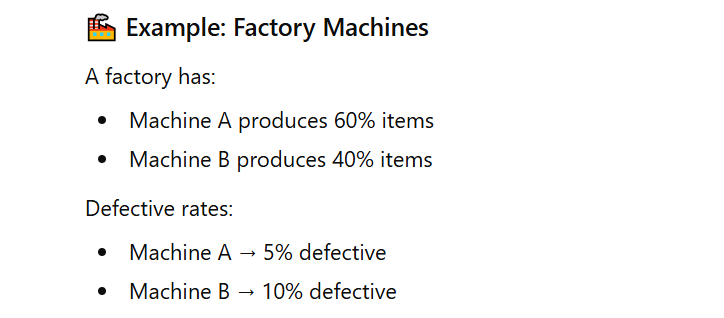 Example: Factory Machines
A factory has:
• Machine A produces 60% items
• Machine B produces 40% items
Defective rates:
• Machine A → 5% defective
• Machine B → 10% defective